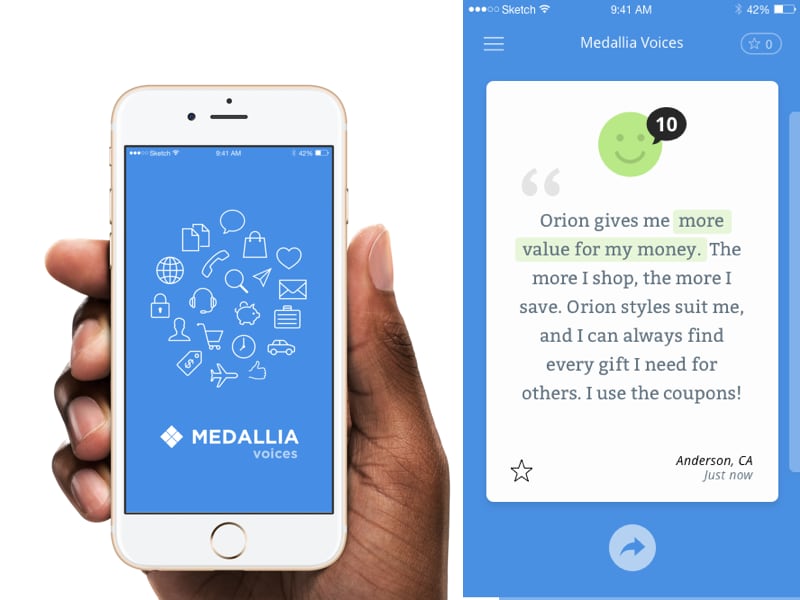 Sketch 9:41 AM 42%
MEDALLIA
voices
Sketch 9:41 AM 42%
Medallia Voices
0
10
“
Orion gives me more
value for my money. The
more I shop, the more I
save. Orion styles suit me,
and I can always find
every gift I need for
others. I use the coupons!
Anderson, CA
Just now